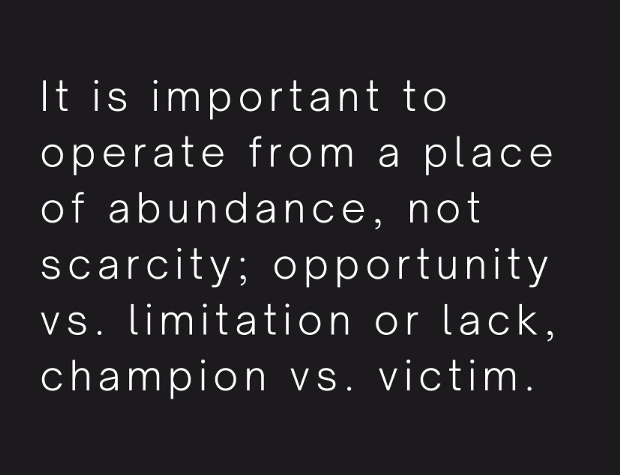 It is important to
operate from a place
of abundance, not
scarcity; opportunity
vs. limitation or lack,
champion vs. victim.